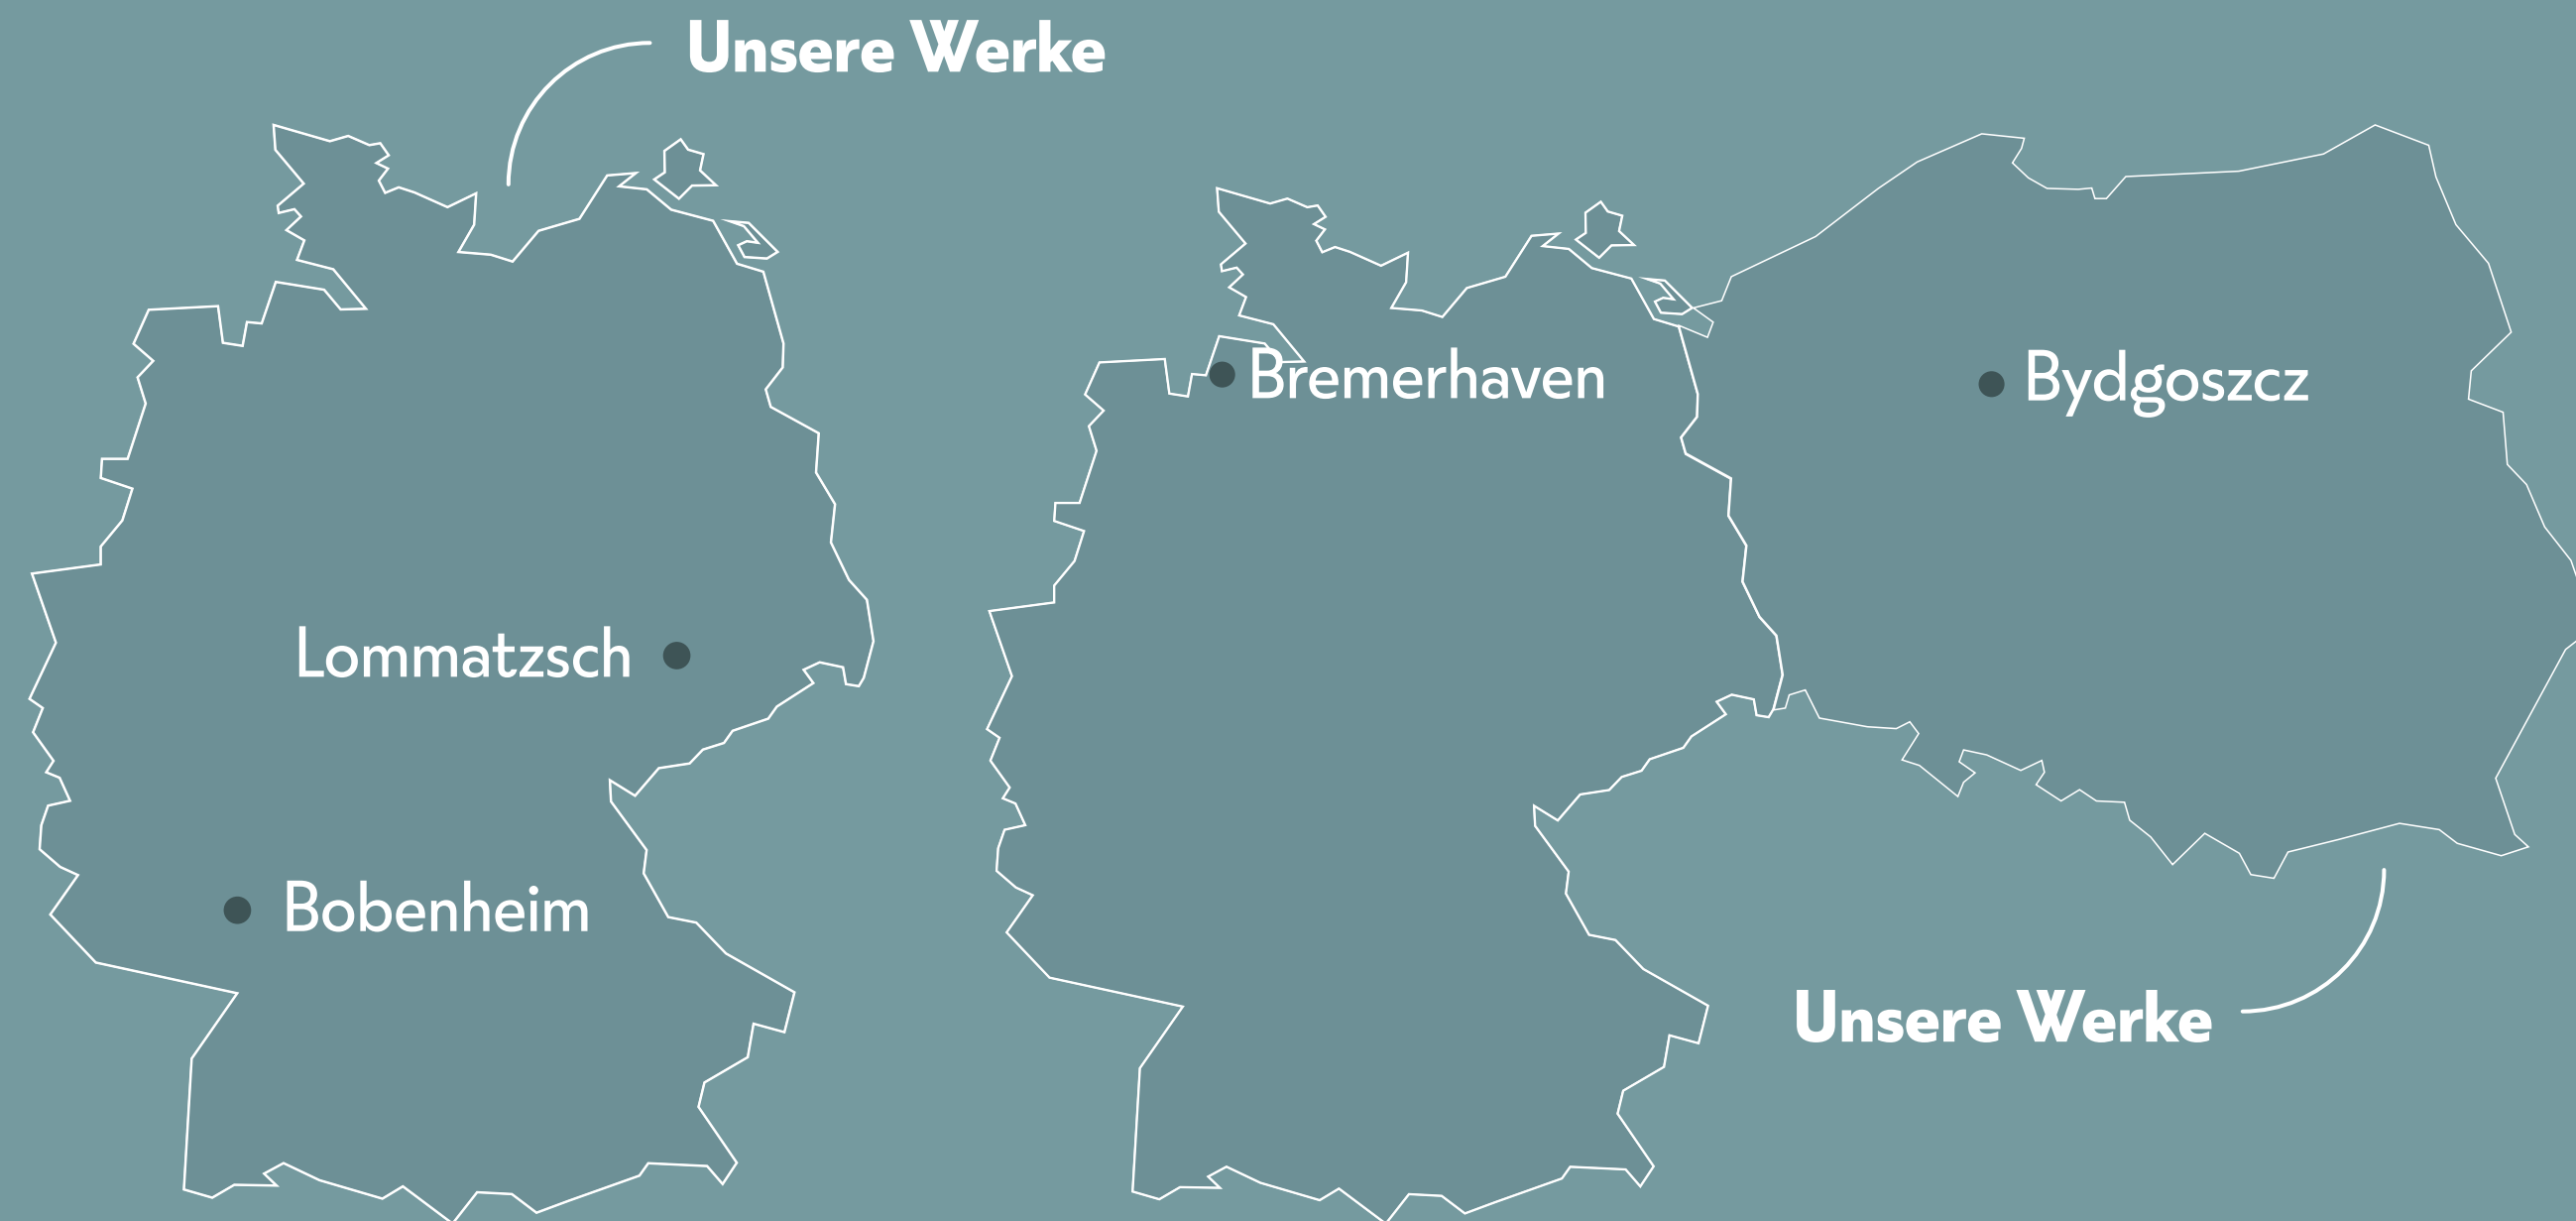 Unsere Werke
Lommatzsch
Bobenheim
Bremerhaven
Bydgoszcz
Unsere Werke